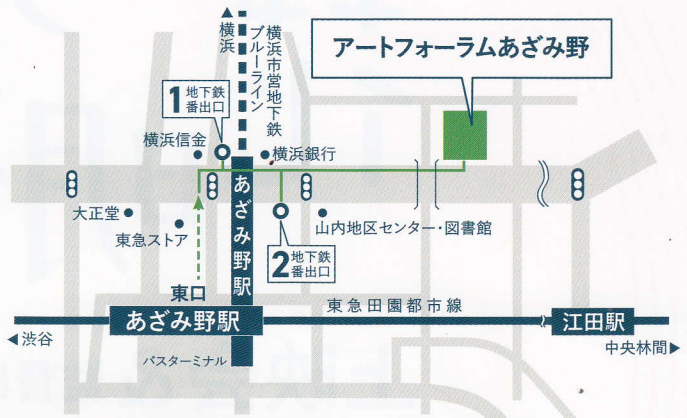 ▲横浜
横浜市営地下鉄
ブルーライン
アートフォーラムあざみ野
1 地下鉄
番出口
横浜信金
横浜銀行
あざみ野駅
大正堂
東急ストア
山内地区センター・図書館
2 地下鉄
番出口
東口
東急田園都市線
あざみ野駅
江田駅
◀渋谷
中央林間▶
バスターミナル